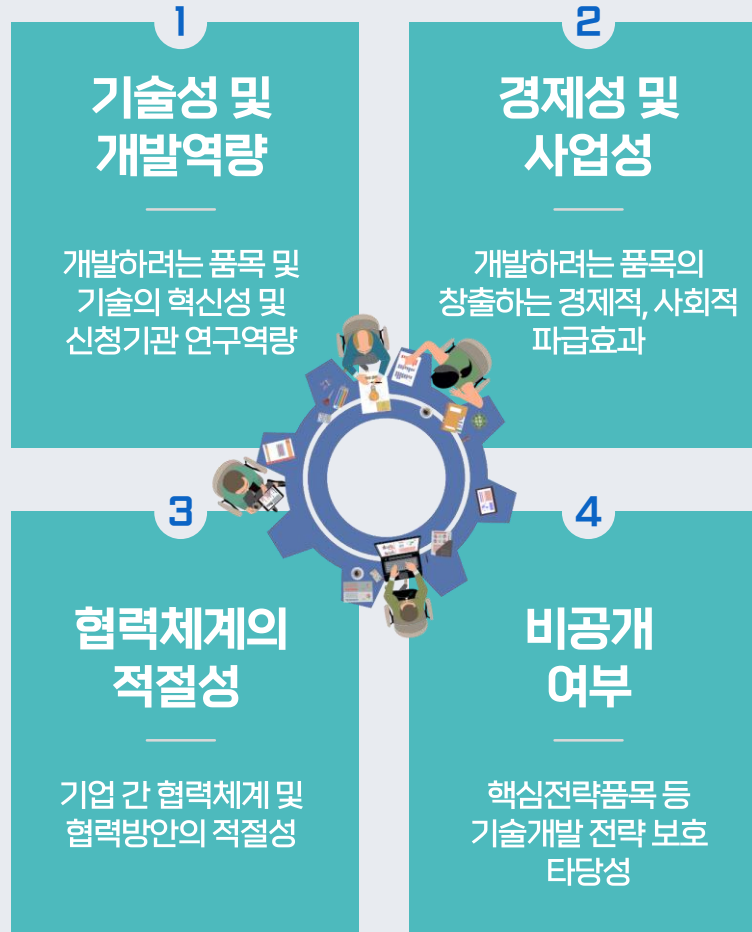 1
기술성 및
개발역량
개발하려는 품목 및
기술의 혁신성 및
신청기관 연구역량
2
경제성 및
사업성
개발하려는 품목의
창출하는 경제적, 사회적
파급효과
3
협력체계의
적절성
기업 간 협력체계 및
협력방안의 적절성
4
비공개
여부
핵심전략품목 등
기술개발 전략 보호
타당성